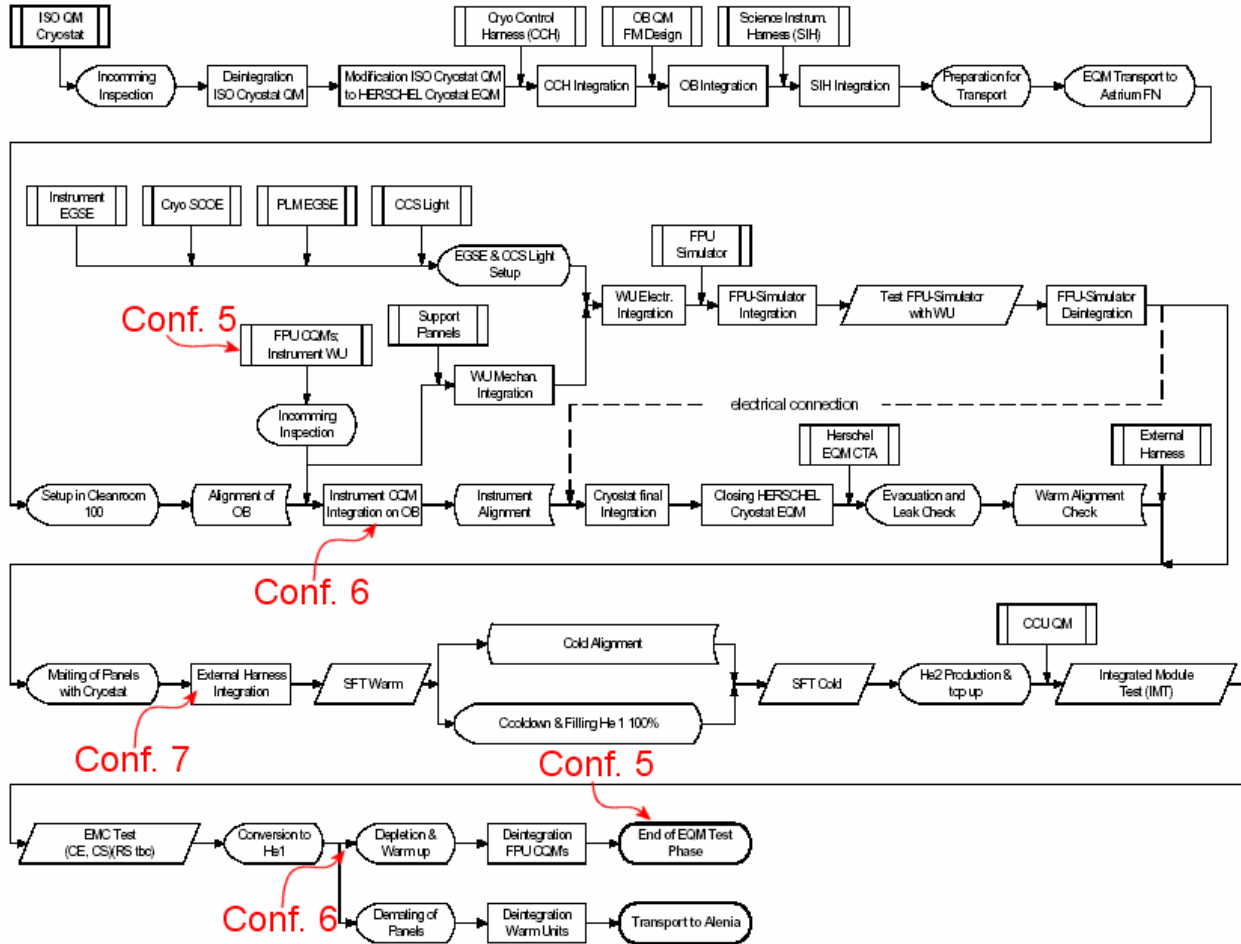 ISO QM
Cryostat
Cryo Control
Harness (CCH)
OB QM
FM Design
Science Instrum.
Harness (SIH)
Incomming
Inspection
Deintegration
ISO Cryostat QM
Modification ISO Cryostat QM
to HERSCHEL Cryostat EQM
CCH Integration
OB Integration
SIH Integration
Preparation for
Transport
EQM Transport to
Astrium FN
Instrument
EGSE
Cryo SCOE
PLM EGSE
CCS Light
EGSE & CCS Light
Setup
FPU
Simulator
WU Electr.
Integration
FPU-Simulator
Integration
Test FPU-Simulator
with WU
FPU-Simulator
Deintegration
Conf. 5
FPU CQM's;
Instrument WU
Support
Pannels
WU Mechan.
Integration
Incomming
Inspection
electrical connection
Herschel
EQM CTA
External
Harness
Setup in Cleanroom
100
Alignment of
OB
Instrument CQM
Integration on OB
Instrument
Alignment
Cryostat final
Integration
Closing HERSCHEL
Cryostat EQM
Evacuation and
Leak Check
Warm Alignment
Check
Conf. 6
CCU QM
Cold Alignment
Maiting of Panels
with Cryostat
External Harness
Integration
SFT Warm
SFT Cold
He2 Production &
top up
Integrated Module
Test (IMT)
Cooldown & Filling He 1 100%
Conf. 7
Conf. 5
EMC Test
(CE, CS)(RS tbc)
Conversion to
He1
Depletion &
Warm up
Deintegration
FPU CQM's
End of EQM Test
Phase
Conf. 6
Demating of
Panels
Deintegration
Warm Units
Transport to Alenia